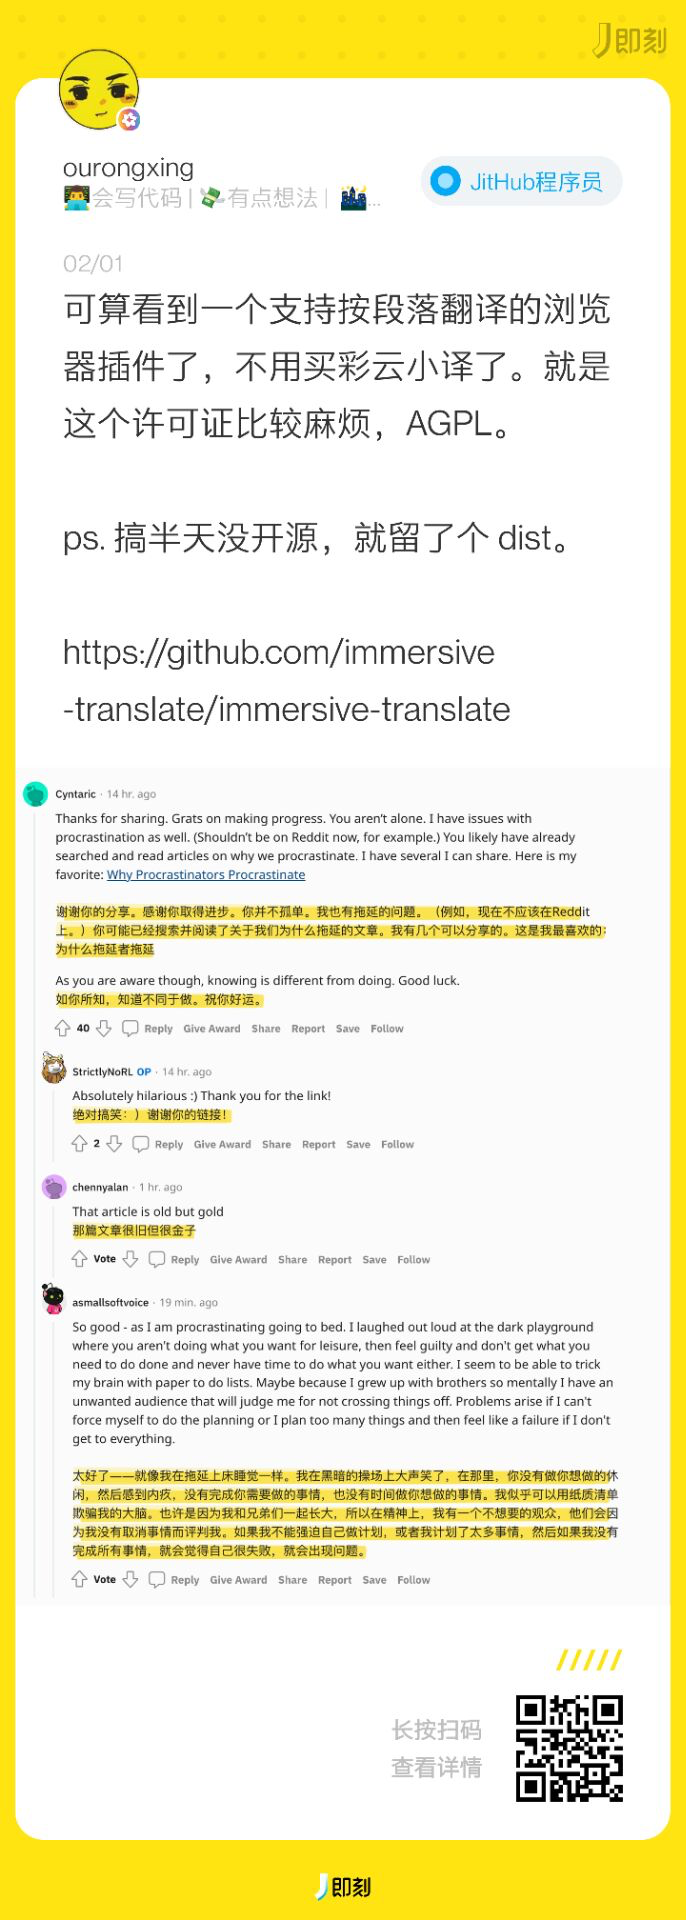 即刻
ourongxing
会写代码 | 有点想法 | ...
JitHub程序员
02/01
可算看到一个支持按段落翻译的浏览
器插件了，不用买彩云小译了。就是
这个许可证比较麻烦，AGPL。
ps. 搞半天没开源，就留了个 dist。
https://github.com/immersive
-translate/immersive-translate
Cyntaric · 14 hr. ago
Thanks for sharing. Grats on making progress. You aren't alone. I have issues with
procrastination as well. (Shouldn't be on Reddit now, for example.) You likely have already
searched and read articles on why we procrastinate. I have several I can share. Here is my
favorite: Why Procrastinators Procrastinate
谢谢你的分享。感谢你取得进步。你并不孤单。我也有拖延的问题。（例如，现在不应该在Reddit
上。）你可能已经搜索并阅读了关于我们为什么拖延的文章。我有几个可以分享的。这是我最喜欢的：
为什么拖延者拖延
As you are aware though, knowing is different from doing. Good luck.
如你所知，知道不同于做。祝你好运。
40 Reply Give Award Share Report Save Follow
StrictlyNoRL OP · 14 hr. ago
Absolutely hilarious :) Thank you for the link!
绝对搞笑：）谢谢你的链接！
2 Reply Give Award Share Report Save Follow
chennyalan · 1 hr. ago
That article is old but gold
那篇文章很旧但很金子
Vote Reply Give Award Share Report Save Follow
asmallsoftvoice · 19 min. ago
So good - as I am procrastinating going to bed. I laughed out loud at the dark playground
where you aren't doing what you want for leisure, then feel guilty and don't get what you
need to do done and never have time to do what you want either. I seem to be able to trick
my brain with paper to do lists. Maybe because I grew up with brothers so mentally I have an
unwanted audience that will judge me for not crossing things off. Problems arise if I can't
force myself to do the planning or I plan too many things and then feel like a failure if I don't
get to everything.
太好了——就像我在拖延上床睡觉一样。我在黑暗的操场上大声笑了，在那里，你没有做你想做的休
闲，然后感到内疚，没有完成你需要做的事情，也没有时间做你想做的事情。我似乎可以用纸质清单
欺骗我的大脑。也许是因为我和兄弟们一起长大，所以在精神上，我有一个不想要的观众，他们会因
为我没有取消事情而评判我。如果我不能强迫自己做计划，或者我计划了太多事情，然后如果我没有
完成所有事情，就会觉得自己很失败，就会出现问题。
Vote Reply Give Award Share Report Save Follow
长按扫码
查看详情
即刻